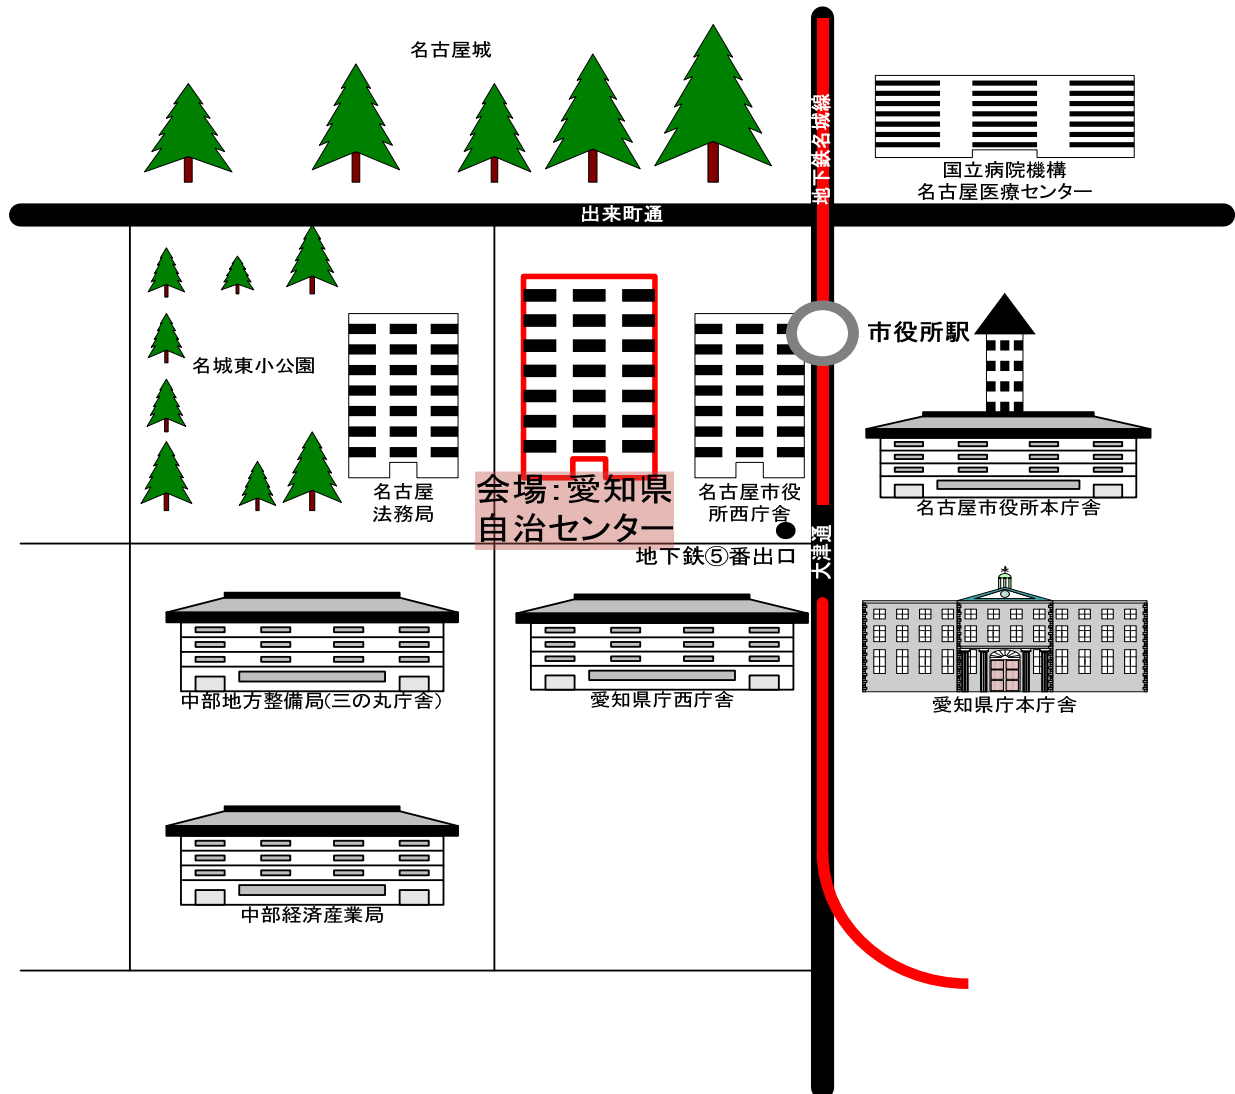 名古屋城
地下鉄名城線
国立病院機構
名古屋医療センター
出来町通
市役所駅
名城東小公園
名古屋
法務局
会場：愛知県
自治センター
名古屋市役
所西庁舎
名古屋市役所本庁舎
地下鉄⑤番出口
大津通
中部地方整備局(三の丸庁舎)
愛知県庁西庁舎
愛知県庁本庁舎
中部経済産業局